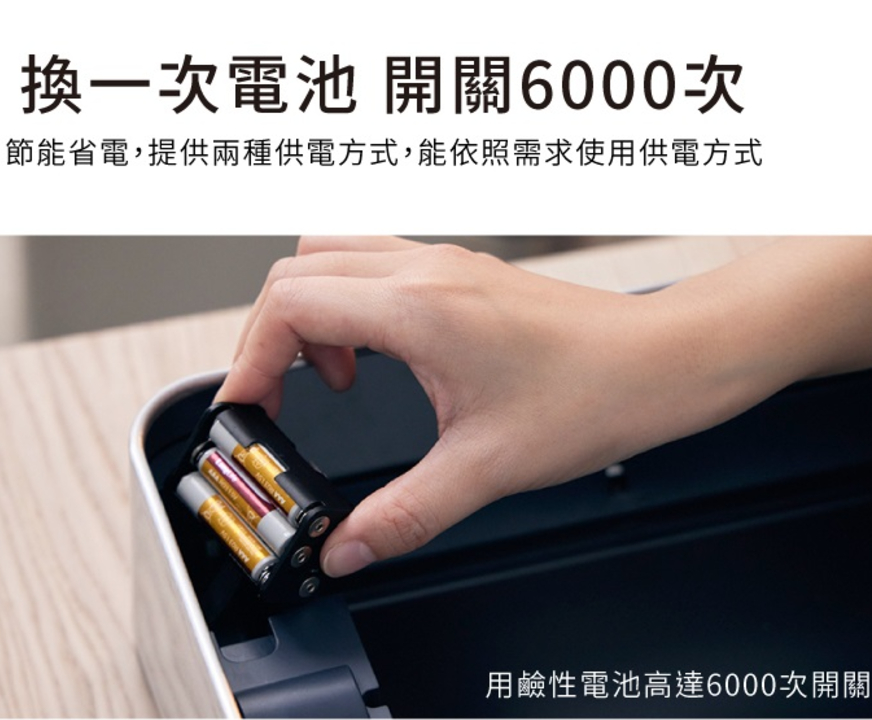 換一次電池 開關6000次
節能省電，提供兩種供電方式，能依照需求使用供電方式
用鹼性電池高達6000次開關